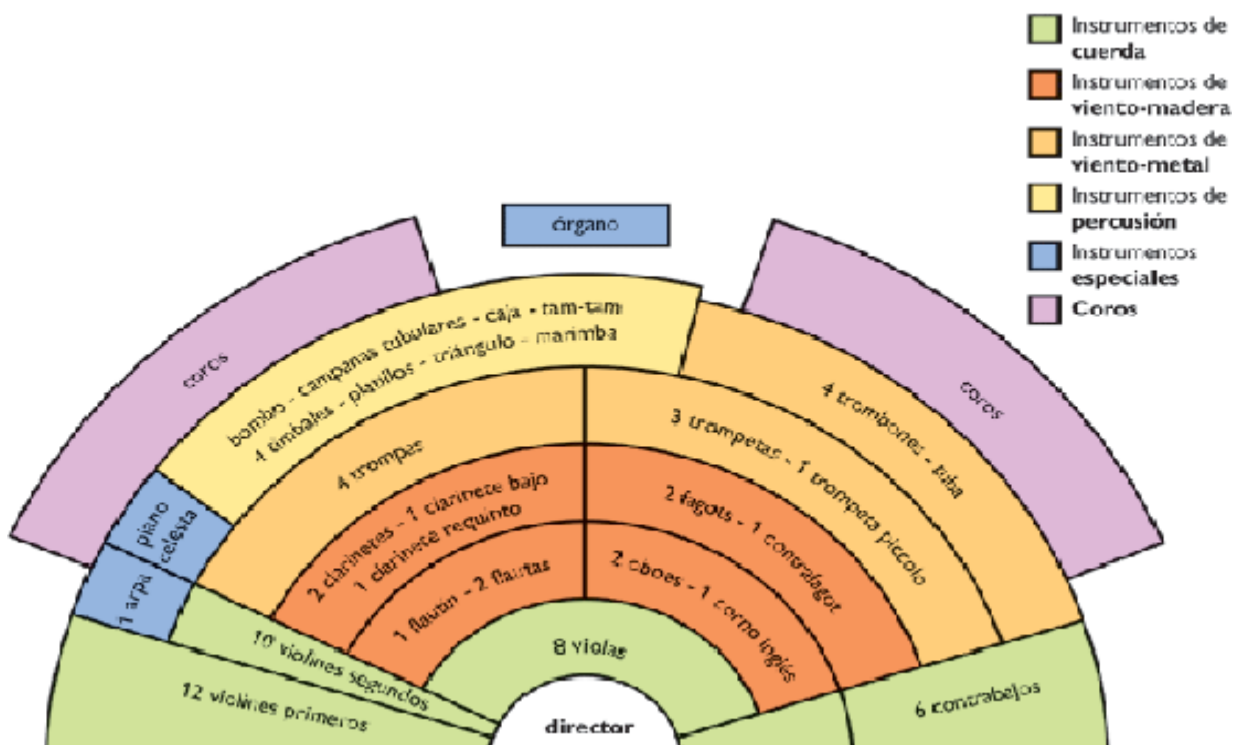 Instrumentos de
cuerda
Instrumentos de
viento-madera
Instrumentos de
viento-metal
Instrumentos de
percusión
Instrumentos
especiales
Coros
órgano
coros
coros
bombo - campanas tubulares - caja - tam-tam
4 timbales - platillos - triángulo - marimba
4 trombones - tuba
4 trompas
3 trompetas - 1 trompeta piccolo
piano
celesta
1 arpa
2 clarinetes - 1 clarinete bajo
1 clarinete requinto
2 fagots - 1 contrafagot
1 flautín - 2 flautas
2 oboes - 1 corno inglés
10 violines segundos
8 violas
12 violines primeros
6 contrabajos
director